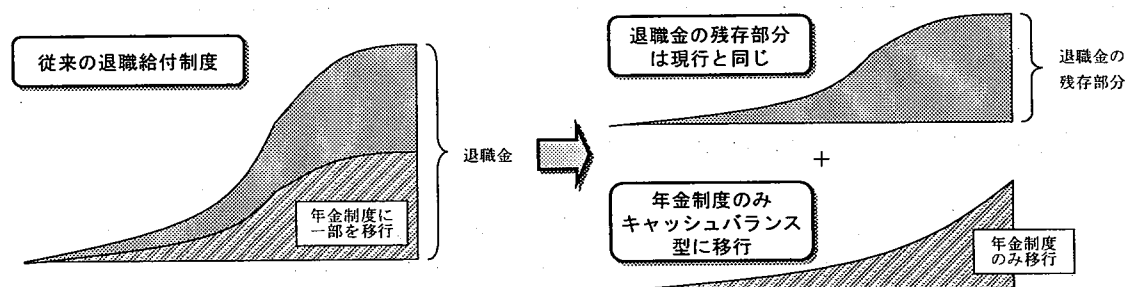 従来の退職給付制度
年金制度に
一部を移行
退職金
退職金の残存部分
は現行と同じ
退職金の
残存部分
+
年金制度のみ
キャッシュバランス
型に移行
年金制度
のみ移行